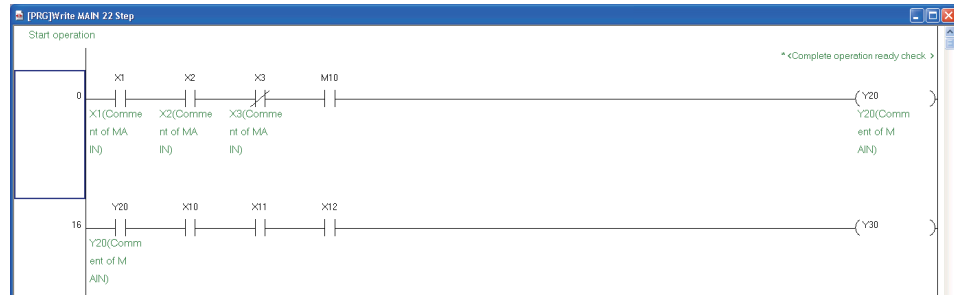 [PRG]Write MAIN 22 Step
Start operation
* <Complete operation ready check >
X1 X2 X3 M10
0 Y20
X1(Comme X2(Comme X3(Comme Y20(Comm
nt of MA nt of MA nt of MA ent of M
IN) IN) IN) AIN)
Y20 X10 X11 X12
16 Y30
Y20(Comm
ent of M
AIN)